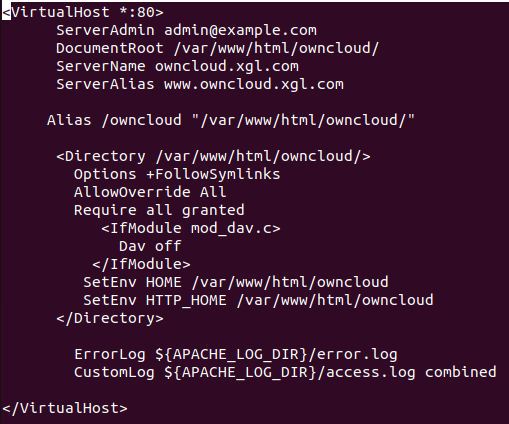 <VirtualHost *:80>
ServerAdmin admin@example.com
DocumentRoot /var/www/html/owncloud/
ServerName owncloud.xgl.com
ServerAlias www.owncloud.xgl.com
Alias /owncloud "/var/www/html/owncloud/"
<Directory /var/www/html/owncloud/>
Options +FollowSymlinks
AllowOverride All
Require all granted
<IfModule mod_dav.c>
Dav off
</IfModule>
SetEnv HOME /var/www/html/owncloud
SetEnv HTTP_HOME /var/www/html/owncloud
</Directory>
ErrorLog ${APACHE_LOG_DIR}/error.log
CustomLog ${APACHE_LOG_DIR}/access.log combined
</VirtualHost>